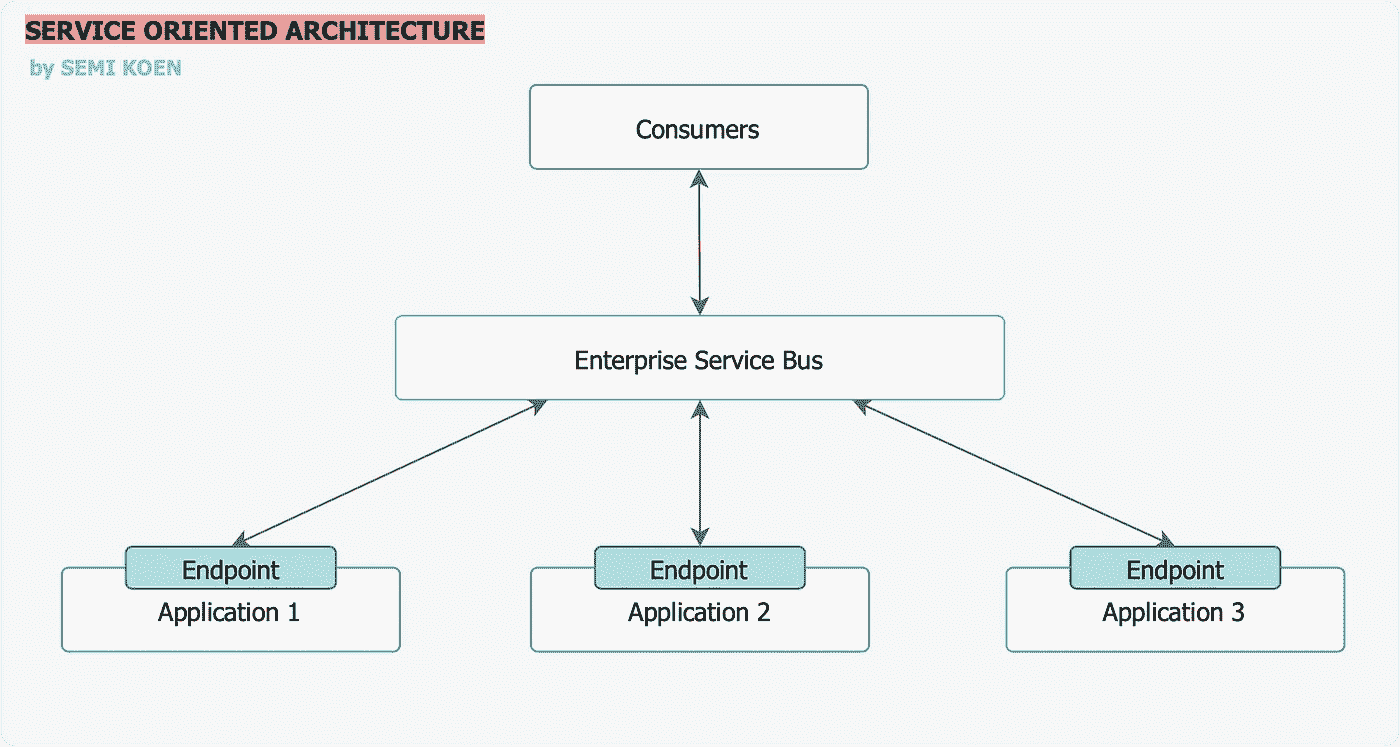 SERVICE ORIENTED ARCHITECTURE
by SEMI KOEN
Consumers
Enterprise Service Bus
Endpoint
Application 1
Endpoint
Application 2
Endpoint
Application 3